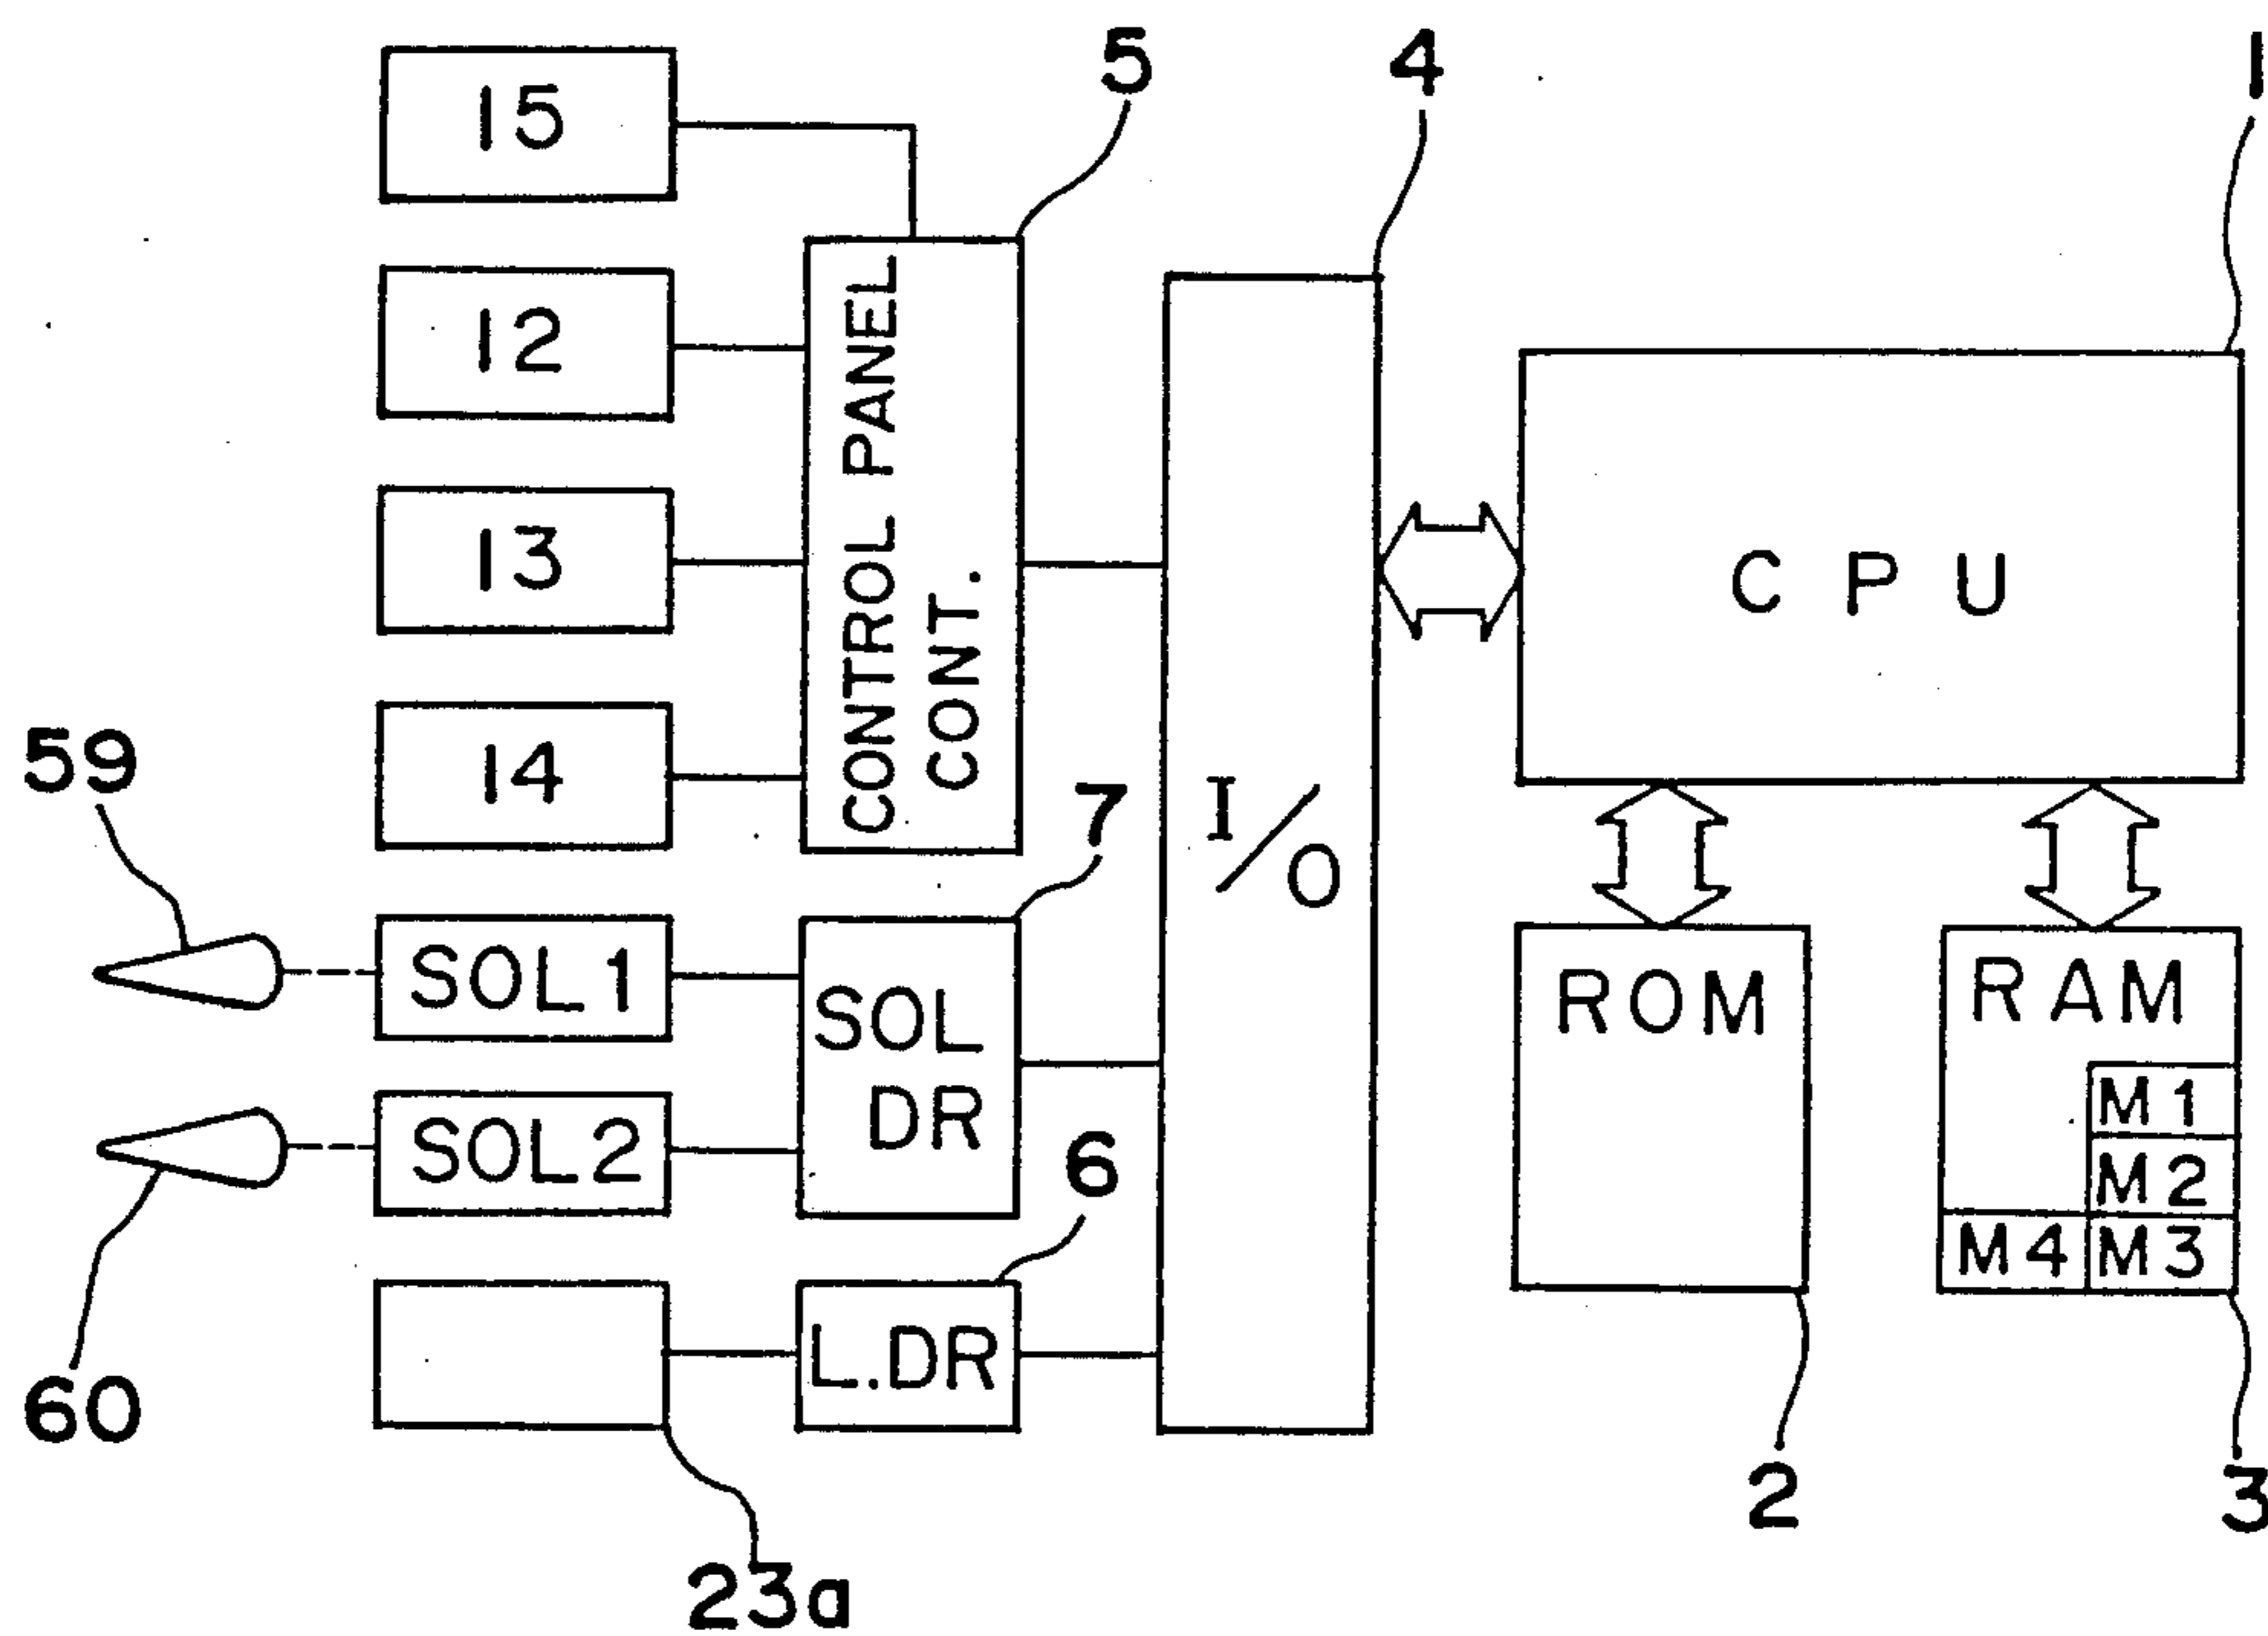 5
4
1
15
12
13
14
CONTROL PANEL
CONT.
I/O
CPU
59
7
SOL1
SOL2
SOL
DR
ROM
RAM
M1
M2
M4 M3
6
L.DR
60
23a
2
3